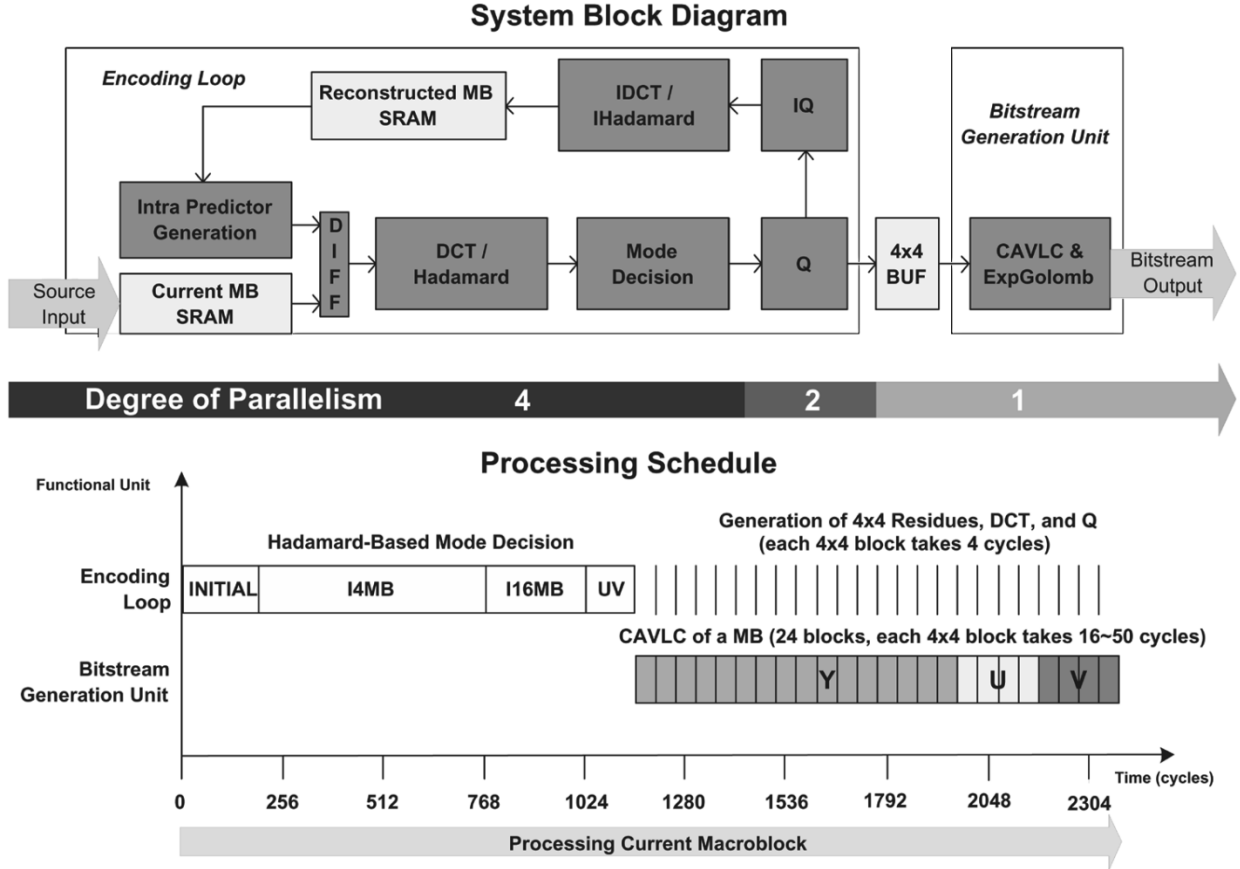 System Block Diagram
Encoding Loop
Reconstructed MB
SRAM
IDCT /
IHadamard
IQ
Bitstream
Generation Unit
Intra Predictor
Generation
D
I
F
F
DCT /
Hadamard
Mode
Decision
Q
4x4
BUF
CAVLC &
ExpGolomb
Bitstream
Output
Source
Input
Current MB
SRAM
Degree of Parallelism 4 2 1
Processing Schedule
Functional Unit
Hadamard-Based Mode Decision
Generation of 4x4 Residues, DCT, and Q
(each 4x4 block takes 4 cycles)
Encoding
Loop
INITIAL I4MB I16MB UV
CAVLC of a MB (24 blocks, each 4x4 block takes 16~50 cycles)
Bitstream
Generation Unit
Y U V
Time (cycles)
0 256 512 768 1024 1280 1536 1792 2048 2304
Processing Current Macroblock